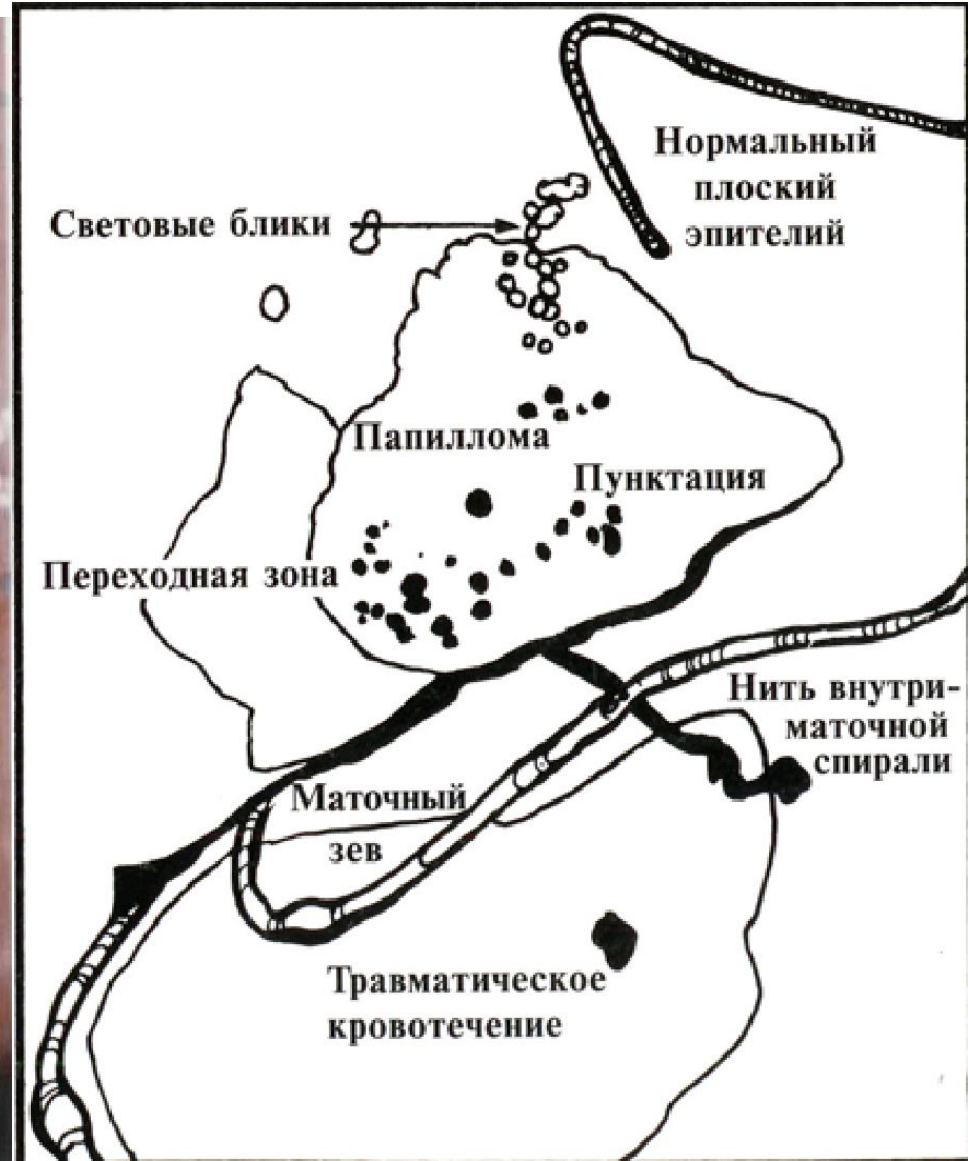 Нормальный
плоский
эпителий
Световые блики
Папиллома
Пунктация
Переходная зона
Нить внутри-
маточной
спирали
Маточный
зев
Травматическое
кровотечение